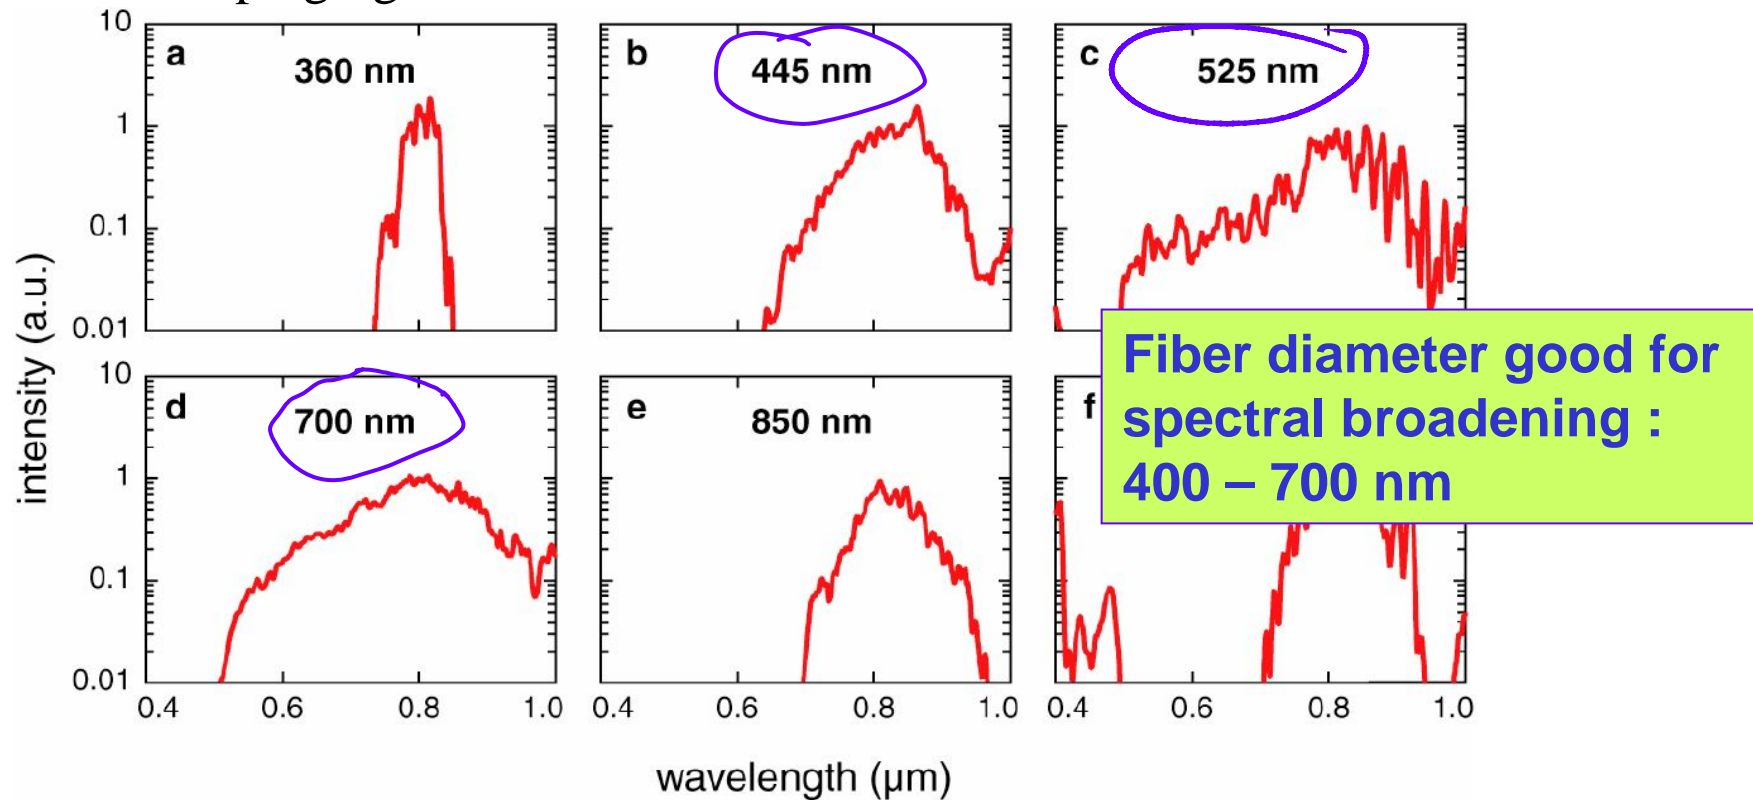 10
a
360 nm
b
445 nm
c
525 nm
1
0.1
0.01
10
d
700 nm
e
850 nm
f
Fiber diameter good for
spectral broadening :
400 – 700 nm
1
0.1
0.01
0.4 0.6 0.8 1.0 0.4 0.6 0.8 1.0 0.4 0.6 0.8 1.0
intensity (a.u.)
wavelength (µm)